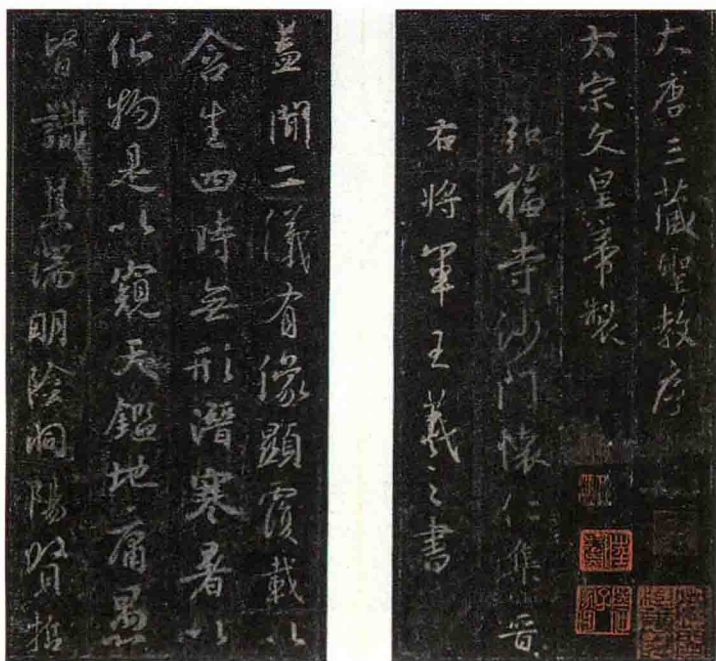 大唐三藏聖教序
太宗文皇帝製
弘福寺沙門懷仁集晉
右將軍王羲之書
蓋聞二儀有像顯覆載以
含生四時無形潛寒暑以
化物是以窺天鑑地庸愚
皆識其端明陰洞陽賢哲